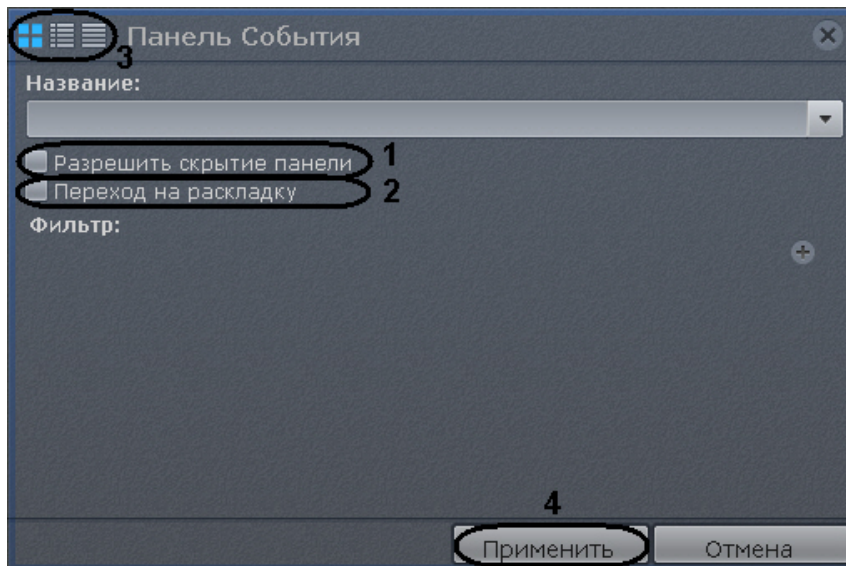 Панель События
3
Название:
Разрешить скрытие панели 1
Переход на раскладку 2
Фильтр:
4
Применить Отмена